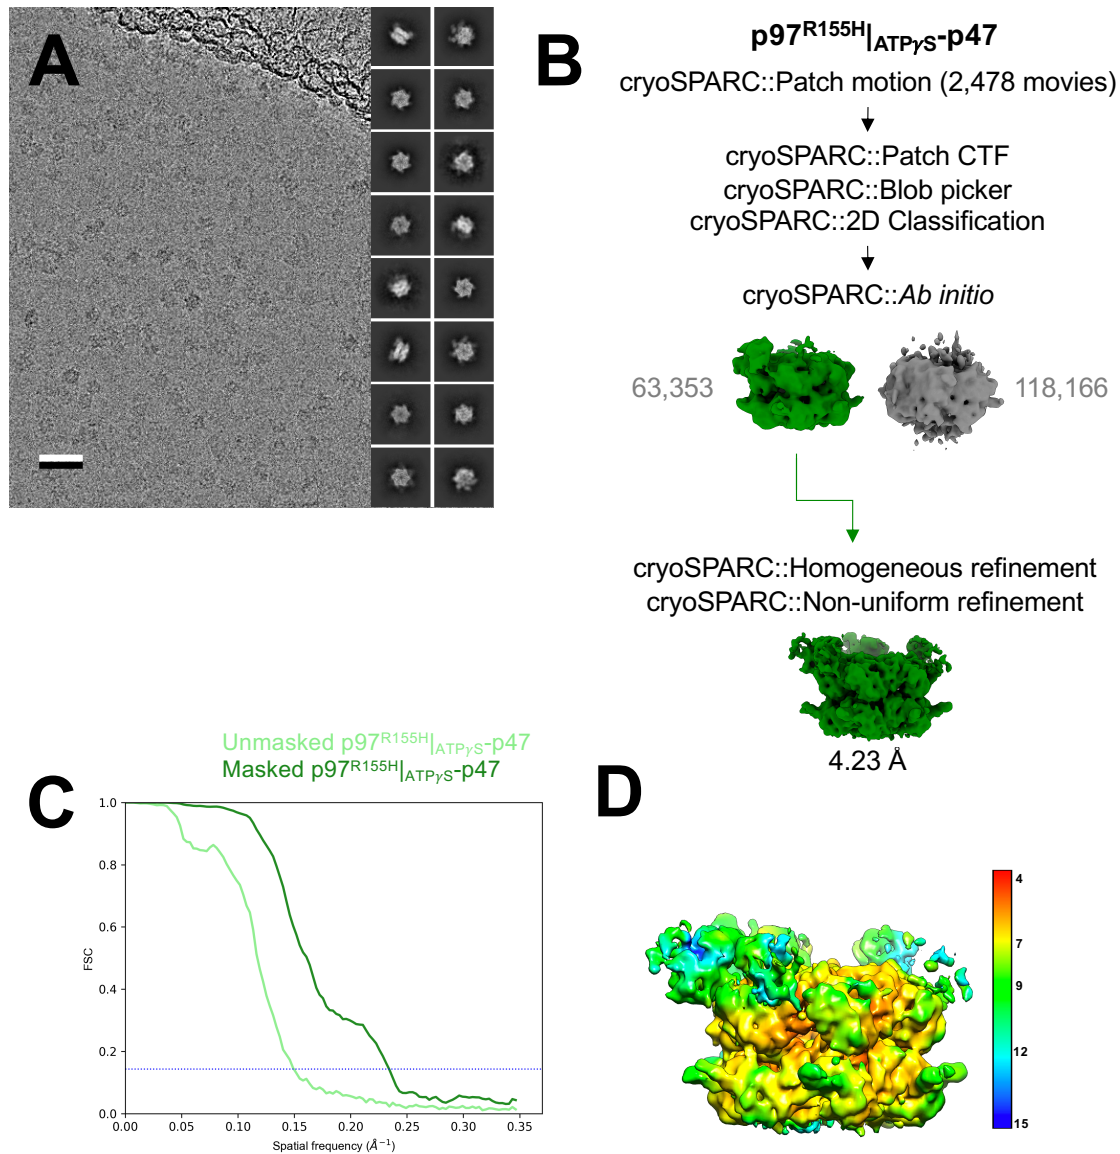 A
B
p97R155H|ATPγS-p47
cryoSPARC::Patch motion (2,478 movies)
cryoSPARC::Patch CTF
cryoSPARC::Blob picker
cryoSPARC::2D Classification
cryoSPARC::Ab initio
63,353
118,166
cryoSPARC::Homogeneous refinement
cryoSPARC::Non-uniform refinement
4.23 Å
C
Unmasked p97R155H|ATPγS-p47
Masked p97R155H|ATPγS-p47
1.0
0.8
0.6
0.4
0.2
0.0
FSC
0.00 0.05 0.10 0.15 0.20 0.25 0.30 0.35
Spatial frequency (Å⁻¹)
D
4
7
9
12
15